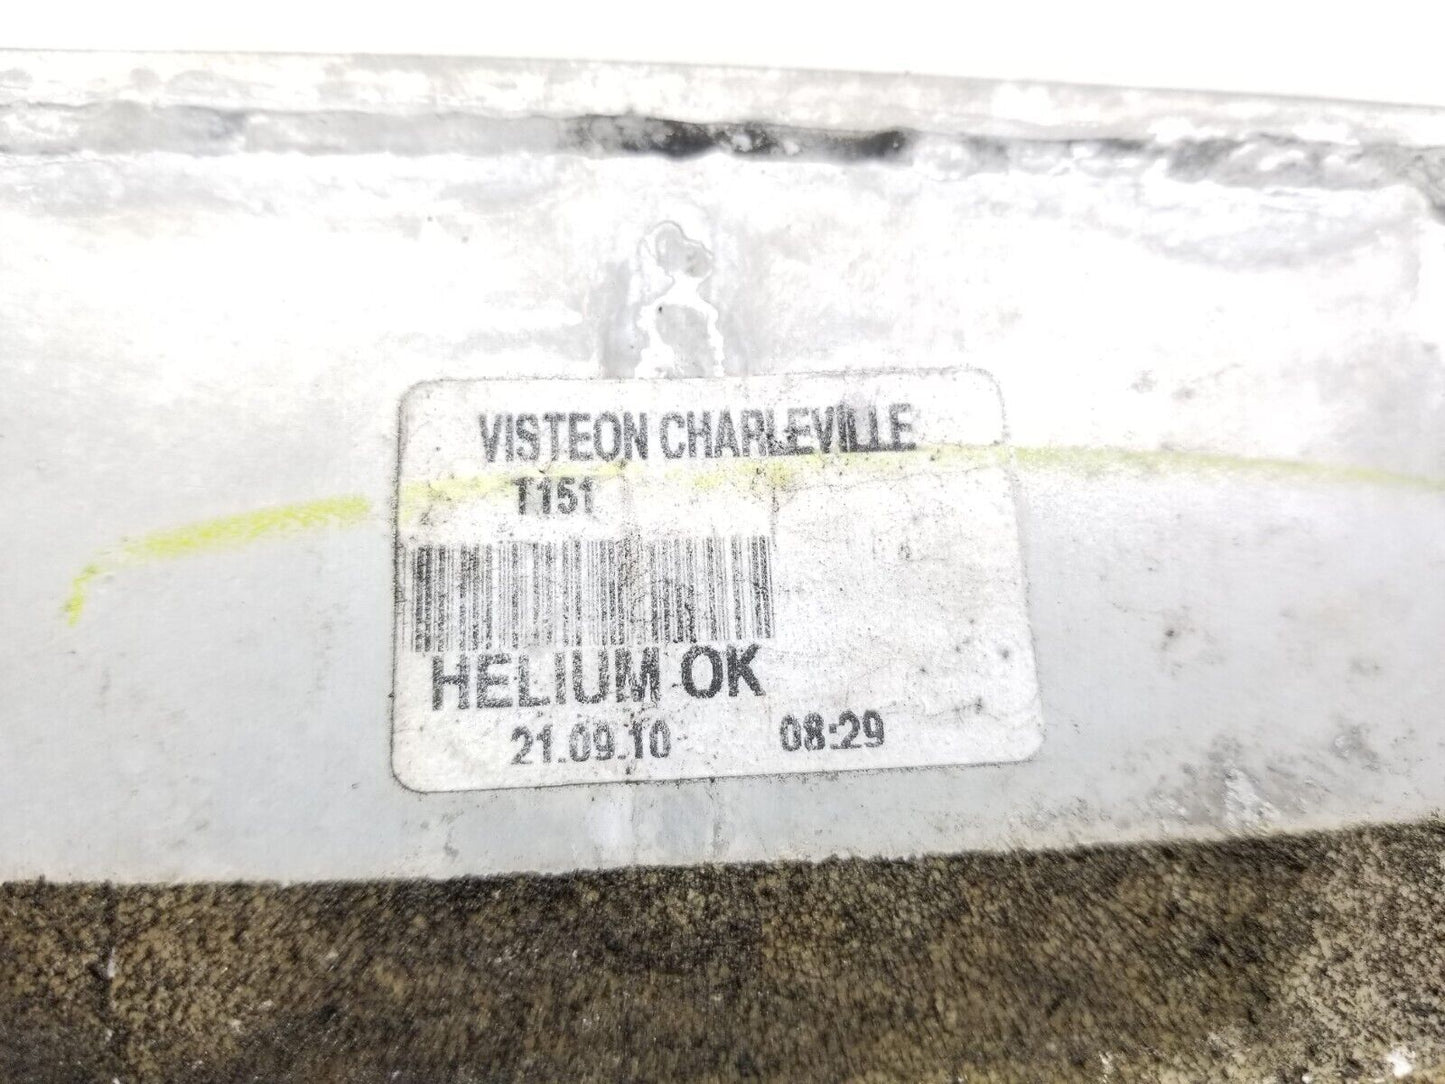 VISTEON CHARLEVILLE
T151
HELIUM OK
21.09.10 08:29